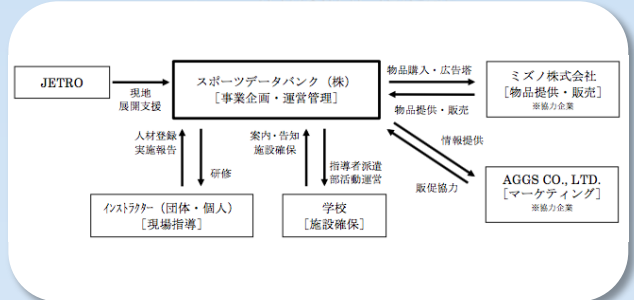 JETRO
現地
展開支援
スポーツデータバンク（株）
［事業企画・運営管理］
物品購入・広告塔
物品提供・販売
ミズノ株式会社
［物品提供・販売］
※協力企業
情報提供
販促協力
AGGS CO., LTD.
［マーケティング］
※協力企業
人材登録
実施報告
研修
案内・告知
施設確保
指導者派遣
部活動運営
インストラクター（団体・個人）
［現場指導］
学校
［施設確保］